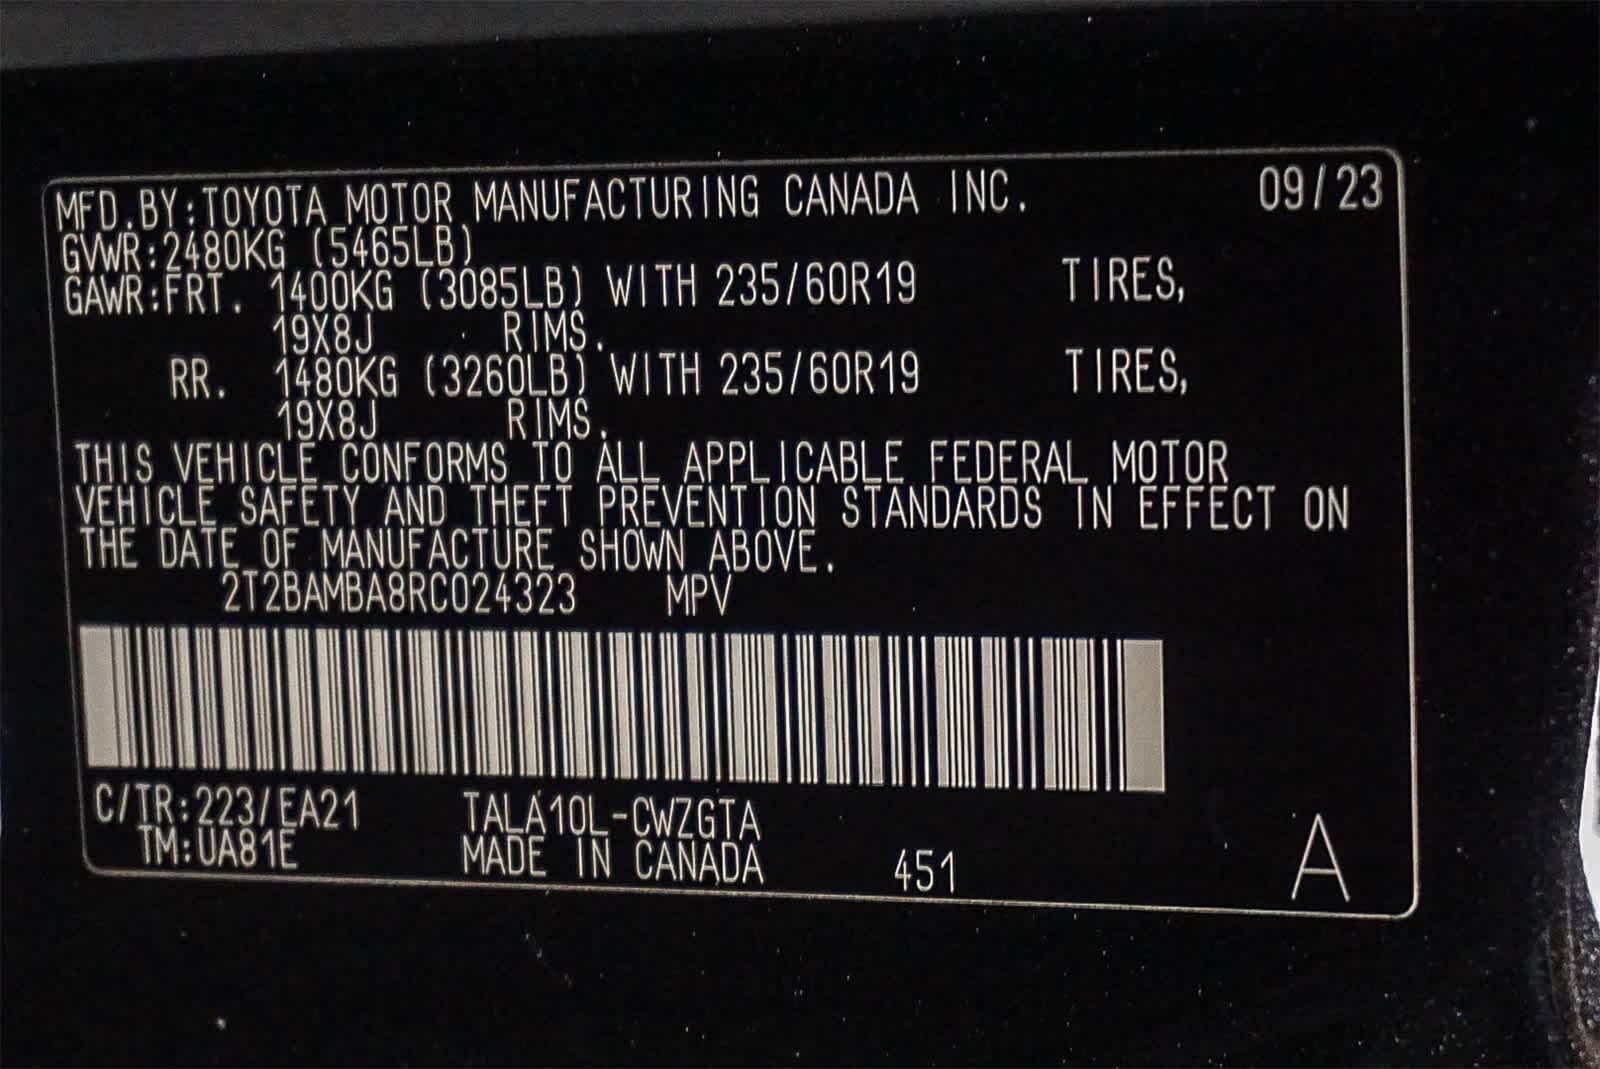 MFD.BY:TOYOTA MOTOR MANUFACTURING CANADA INC. 09/23
GVWR:2480KG (5465LB)
GAWR:FRT. 1400KG (3085LB) WITH 235/60R19 TIRES,
19X8J RIMS.
RR. 1480KG (3260LB) WITH 235/60R19 TIRES,
19X8J RIMS.
THIS VEHICLE CONFORMS TO ALL APPLICABLE FEDERAL MOTOR
VEHICLE SAFETY AND THEFT PREVENTION STANDARDS IN EFFECT ON
THE DATE OF MANUFACTURE SHOWN ABOVE.
2T2BAMBA8RC024323 MPV
C/TR:223/EA21 TALA10L-CWZGTA
TM:UA81E MADE IN CANADA 451 A